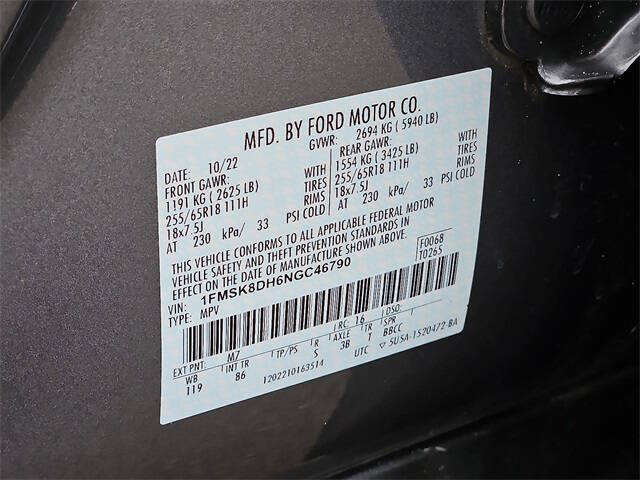 MFD. BY FORD MOTOR CO.
DATE: 10/22 GVWR: 2694 KG ( 5940 LB)
FRONT GAWR: REAR GAWR:
1191 KG ( 2625 LB) WITH 1554 KG ( 3425 LB) WITH
255/65R18 111H TIRES 255/65R18 111H TIRES
18x7.5J RIMS 18x7.5J RIMS
AT 230 kPa/ 33 PSI COLD AT 230 kPa/ 33 PSI COLD
THIS VEHICLE CONFORMS TO ALL APPLICABLE FEDERAL MOTOR
VEHICLE SAFETY AND THEFT PREVENTION STANDARDS IN
EFFECT ON THE DATE OF MANUFACTURE SHOWN ABOVE.
F0068
T0265
VIN: 1FMSK8DH6NGC46790
TYPE: MPV
EXT PNT: M7 RC: 16 DSO:
WB INT TR TP/PS R AXLE TR SPR
119 86 S 3B T BBCC
1202210163514 UTC ▽ 5U5A-1520472-BA